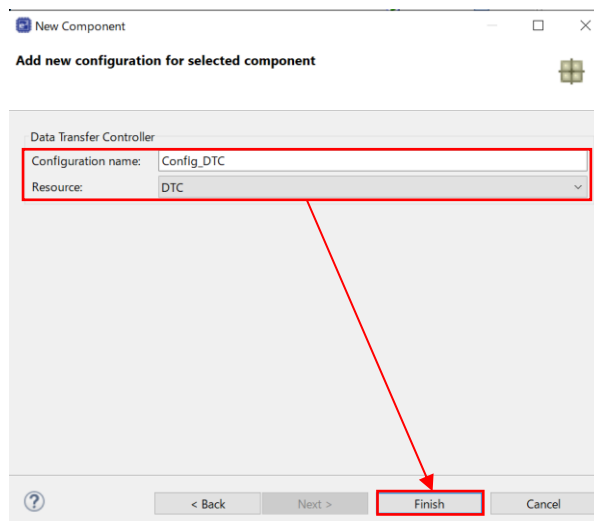 New Component
Add new configuration for selected component
Data Transfer Controller
Configuration name: Config_DTC
Resource: DTC
? < Back Next > Finish Cancel